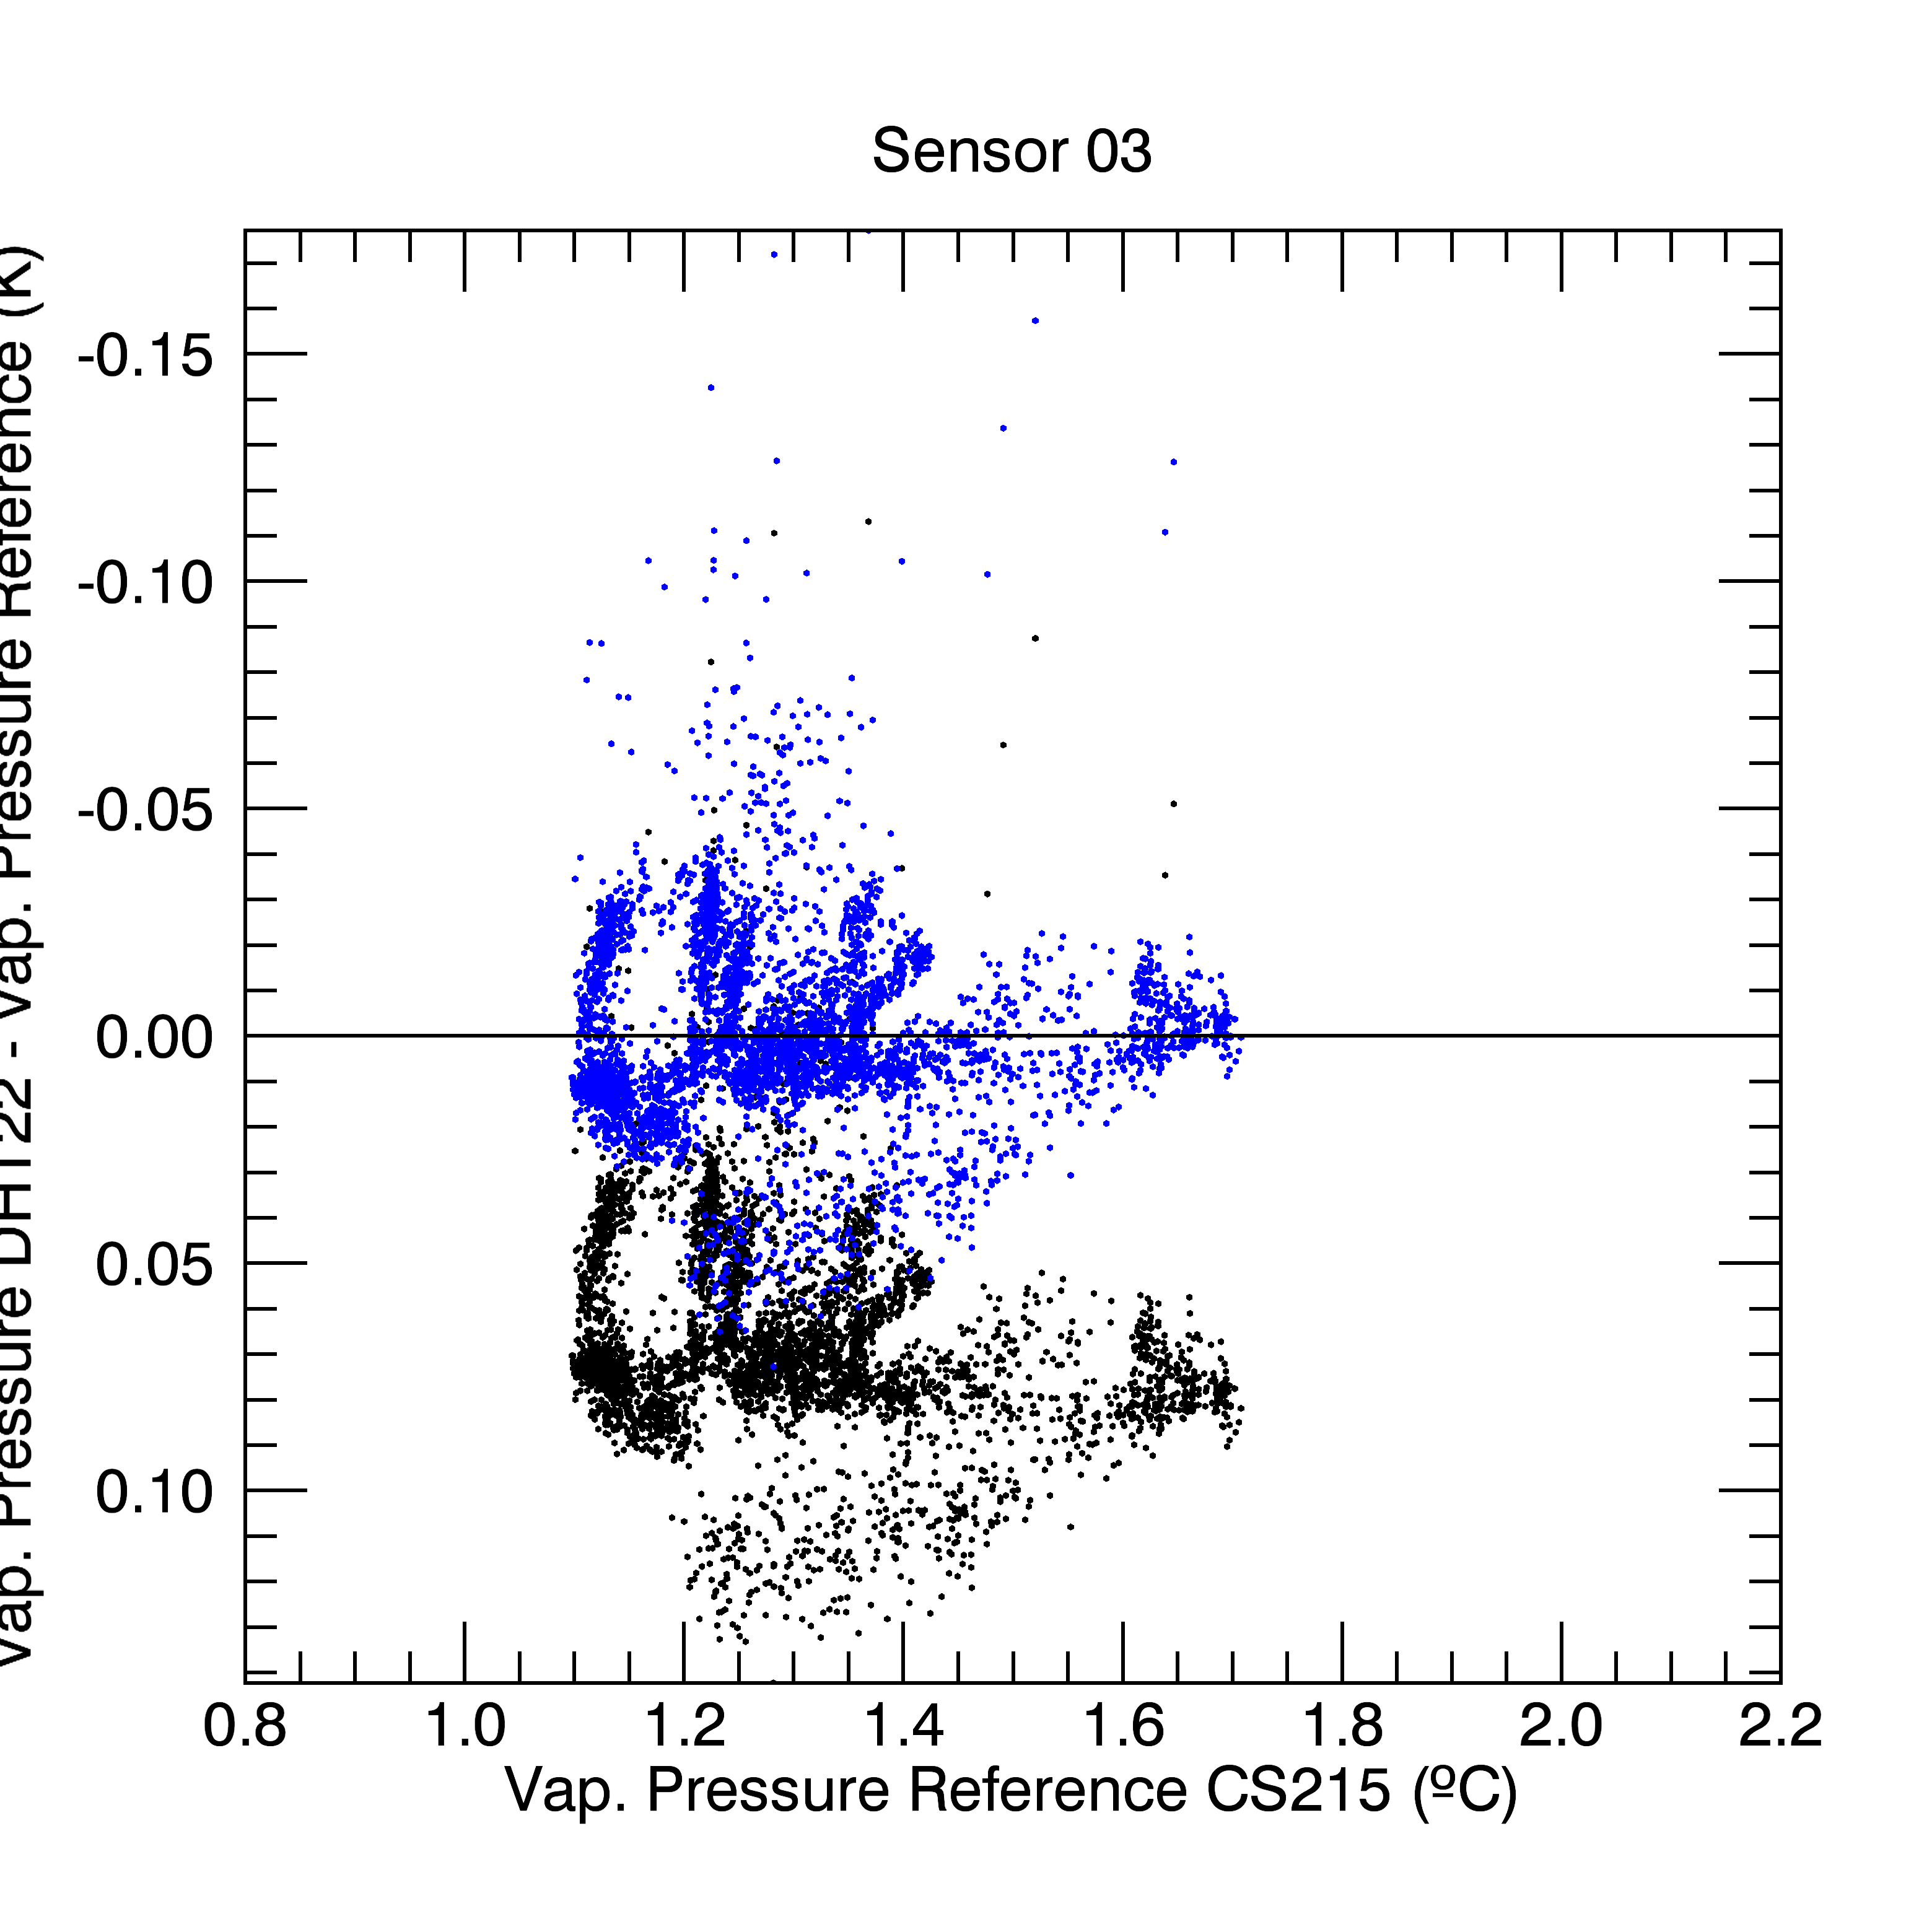 Sensor 03
Vap. Pressure DHT22 - Vap. Pressure Reference (K)
-0.15
-0.10
-0.05
0.00
0.05
0.10
0.8 1.0 1.2 1.4 1.6 1.8 2.0 2.2
Vap. Pressure Reference CS215 (ºC)